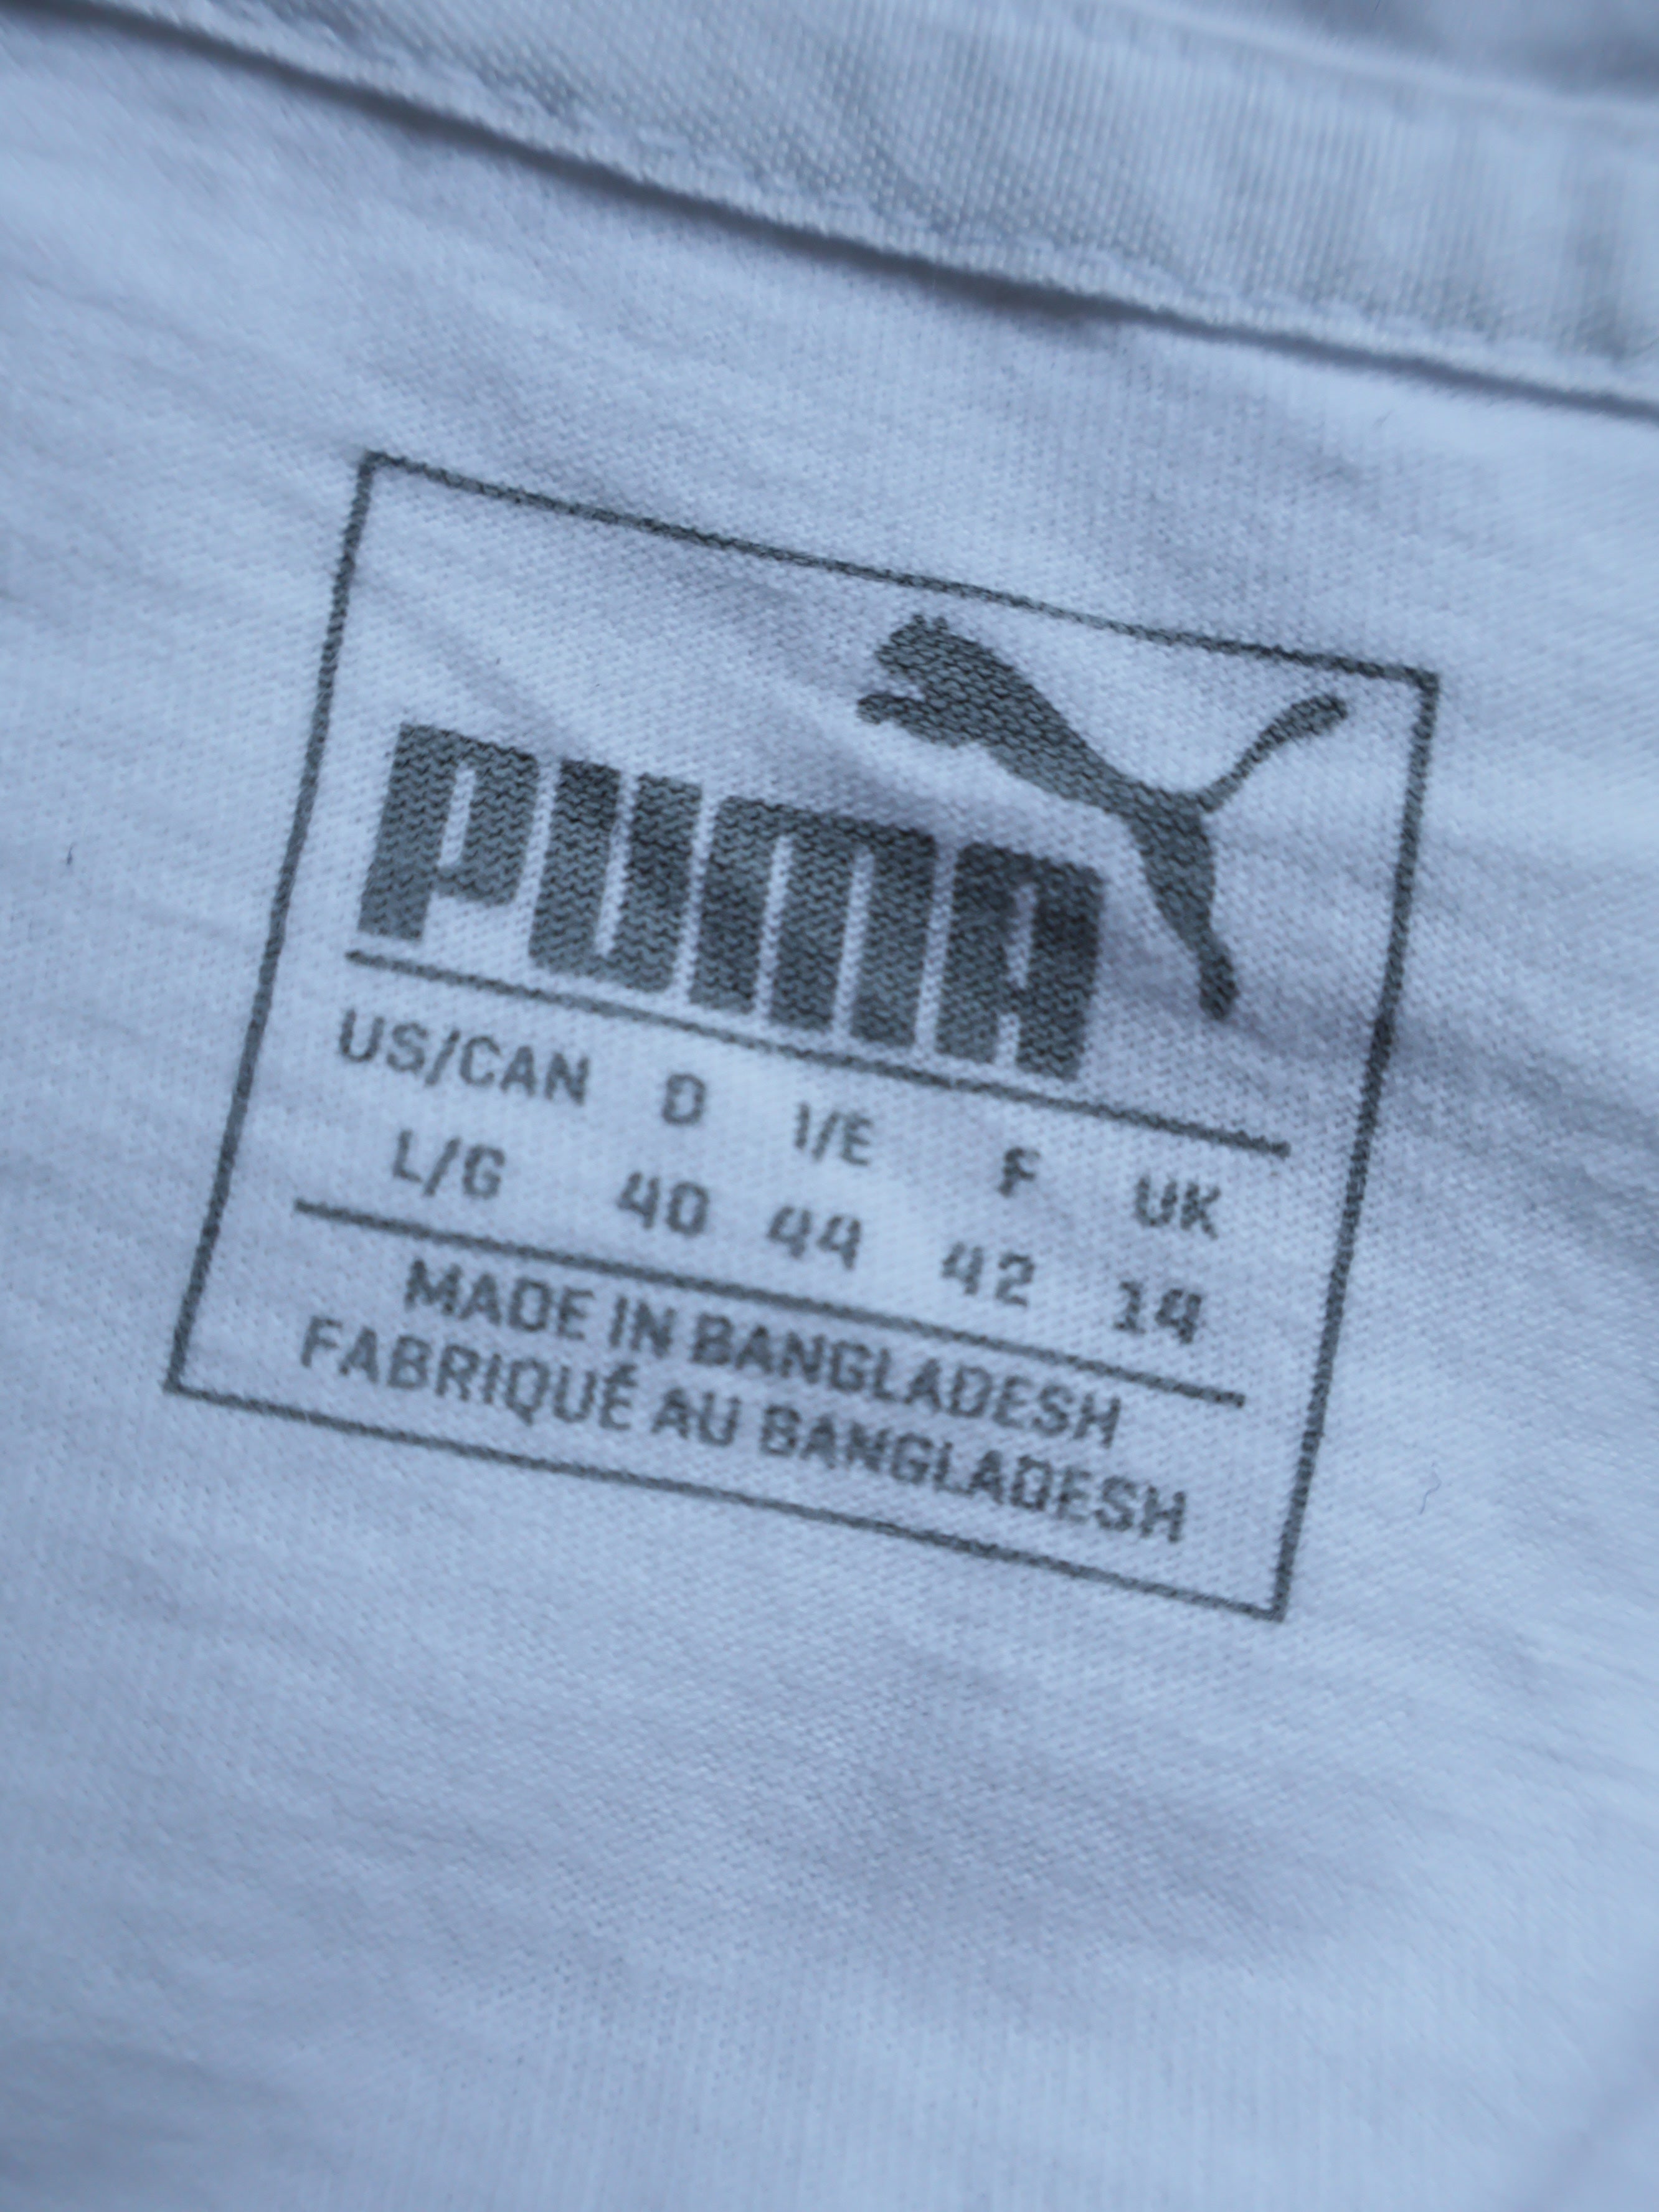 PUMA
US/CAN D I/E F UK
L/G 40 44 42 14
MADE IN BANGLADESH
FABRIQUÉ AU BANGLADESH